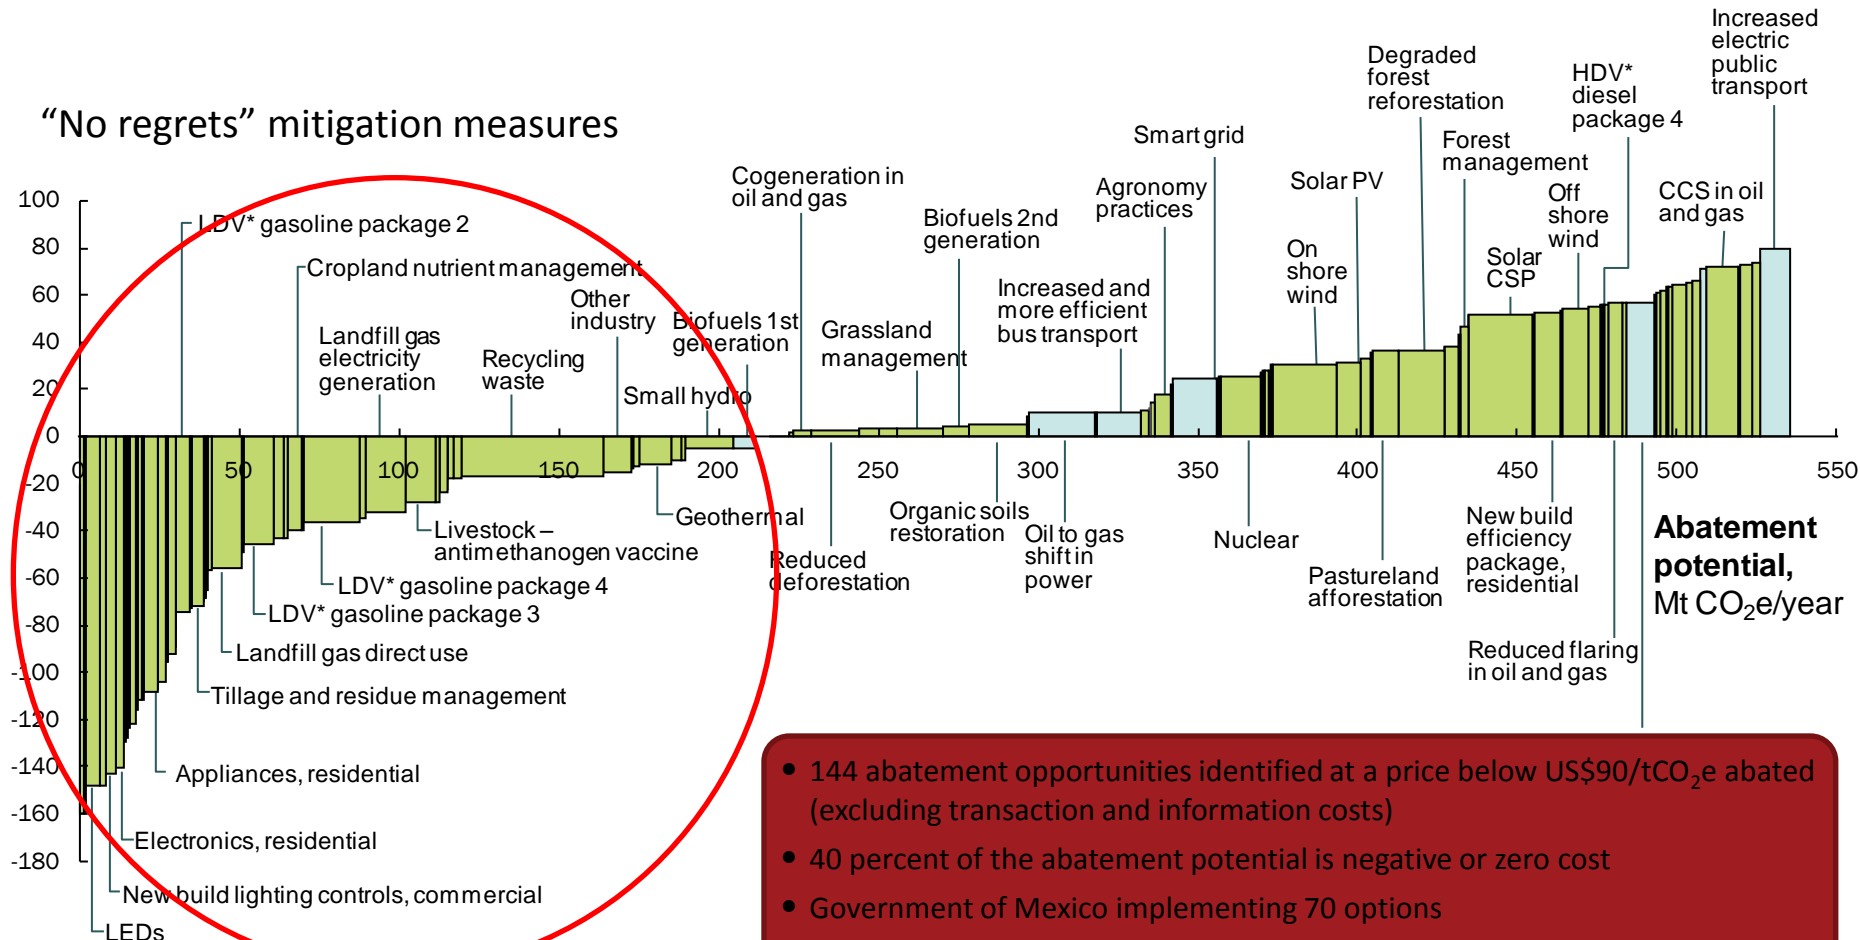 Increased
electric
public
transport
Degraded
forest
reforestation
HDV*
diesel
package 4
“No regrets” mitigation measures
Smart grid
Forest
management
Cogeneration in
oil and gas
Agronomy
practices
Solar PV
Off
shore
wind
CCS in oil
and gas
Biofuels 2nd
generation
On
shore
wind
Solar
CSP
Increased and
more efficient
bus transport
Grassland
management
100
80
60
40
20
0
-20
-40
-60
-80
-100
-120
-140
-160
-180
LDV* gasoline package 2
Cropland nutrient management
Other
industry
Biofuels 1st
generation
Landfill gas
electricity
generation
Recycling
waste
Small hydro
0
50
100
150
200
250
300
350
400
450
500
550
Geothermal
Livestock –
antimethanogen vaccine
LDV* gasoline package 4
LDV* gasoline package 3
Landfill gas direct use
Tillage and residue management
Appliances, residential
Electronics, residential
New build lighting controls, commercial
LEDs
Reduced
deforestation
Organic soils
restoration
Oil to gas
shift in
power
Nuclear
Pastureland
afforestation
New build
efficiency
package,
residential
Reduced flaring
in oil and gas
Abatement
potential,
Mt CO₂e/year
• 144 abatement opportunities identified at a price below US$90/tCO₂e abated
(excluding transaction and information costs)
• 40 percent of the abatement potential is negative or zero cost
• Government of Mexico implementing 70 options